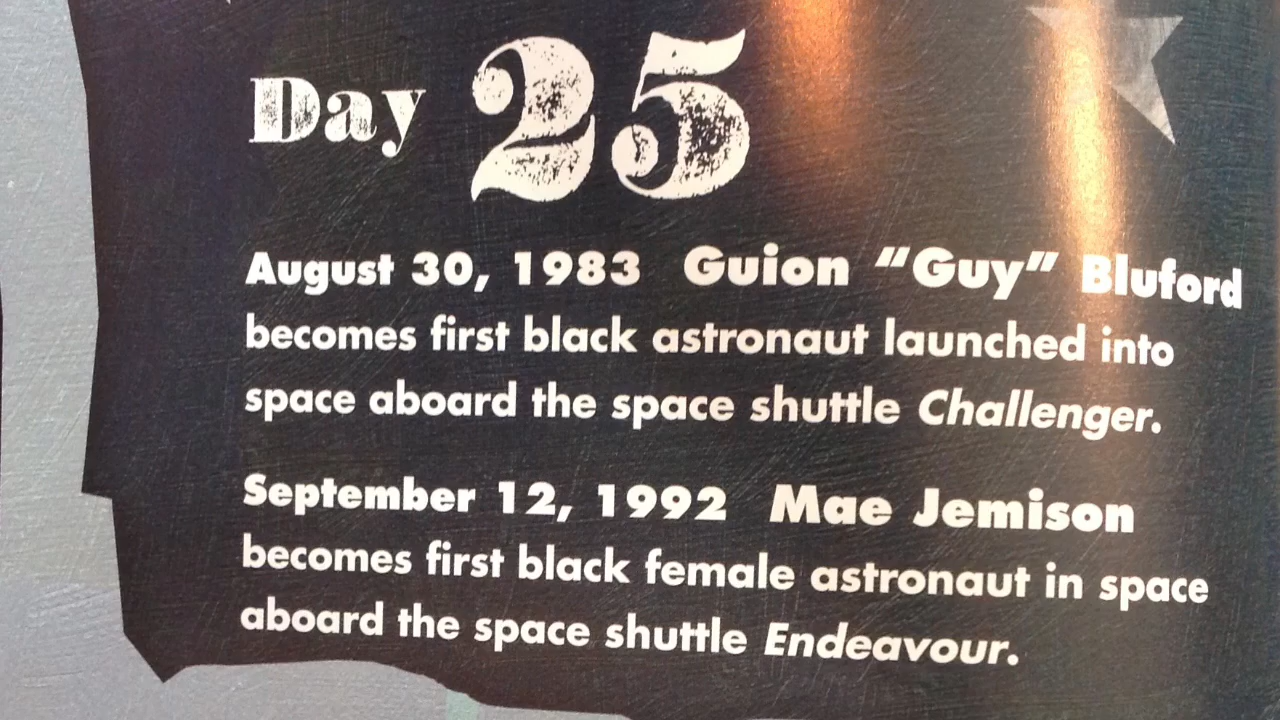 Day 25
August 30, 1983 Guion "Guy" Bluford
becomes first black astronaut launched into
space aboard the space shuttle Challenger.
September 12, 1992 Mae Jemison
becomes first black female astronaut in space
aboard the space shuttle Endeavour.